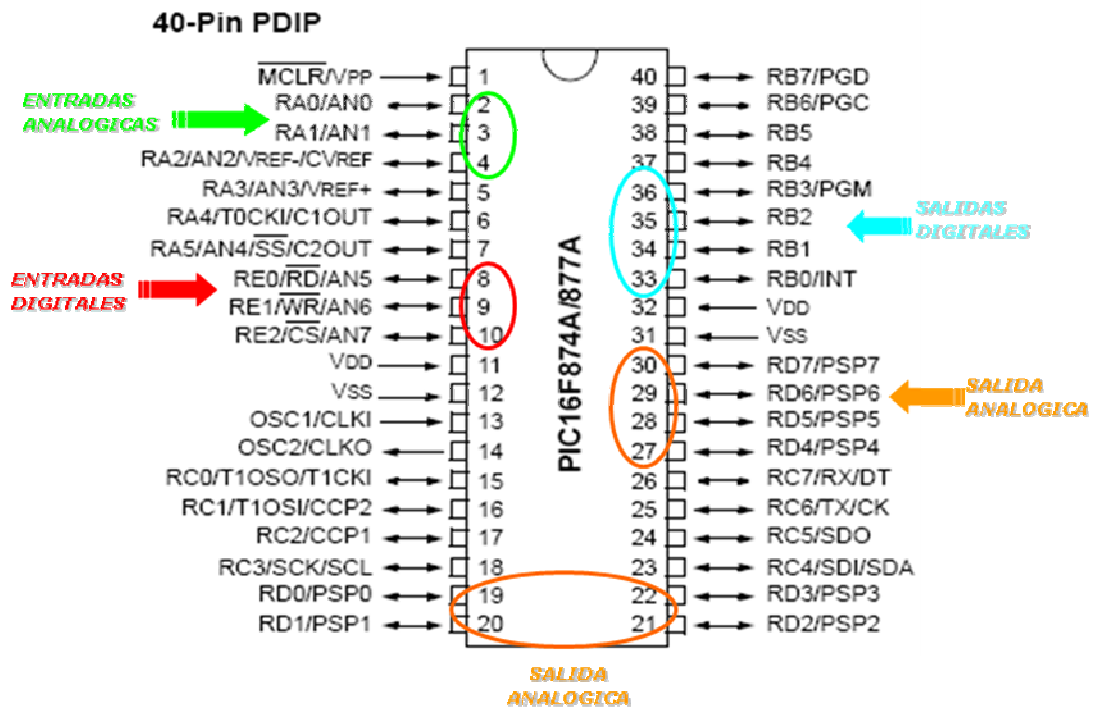 40-Pin PDIP
MCLR/VPP
RA0/AN0
RA1/AN1
RA2/AN2/VREF-/CVREF
RA3/AN3/VREF+
RA4/T0CKI/C1OUT
RA5/AN4/SS/C2OUT
RE0/RD/AN5
RE1/WR/AN6
RE2/CS/AN7
VDD
VSS
OSC1/CLKI
OSC2/CLKO
RC0/T1OSO/T1CKI
RC1/T1OSI/CCP2
RC2/CCP1
RC3/SCK/SCL
RD0/PSP0
RD1/PSP1
ENTRADAS
ANALOGICAS
ENTRADAS
DIGITALES
1
2
3
4
5
6
7
8
9
10
11
12
13
14
15
16
17
18
19
20
PIC16F874A/877A
40
39
38
37
36
35
34
33
32
31
30
29
28
27
26
25
24
23
22
21
RB7/PGD
RB6/PGC
RB5
RB4
RB3/PGM
RB2
RB1
RB0/INT
VDD
VSS
RD7/PSP7
RD6/PSP6
RD5/PSP5
RD4/PSP4
RC7/RX/DT
RC6/TX/CK
RC5/SDO
RC4/SDI/SDA
RD3/PSP3
RD2/PSP2
SALIDAS
DIGITALES
SALIDA
ANALOGICA
SALIDA
ANALOGICA